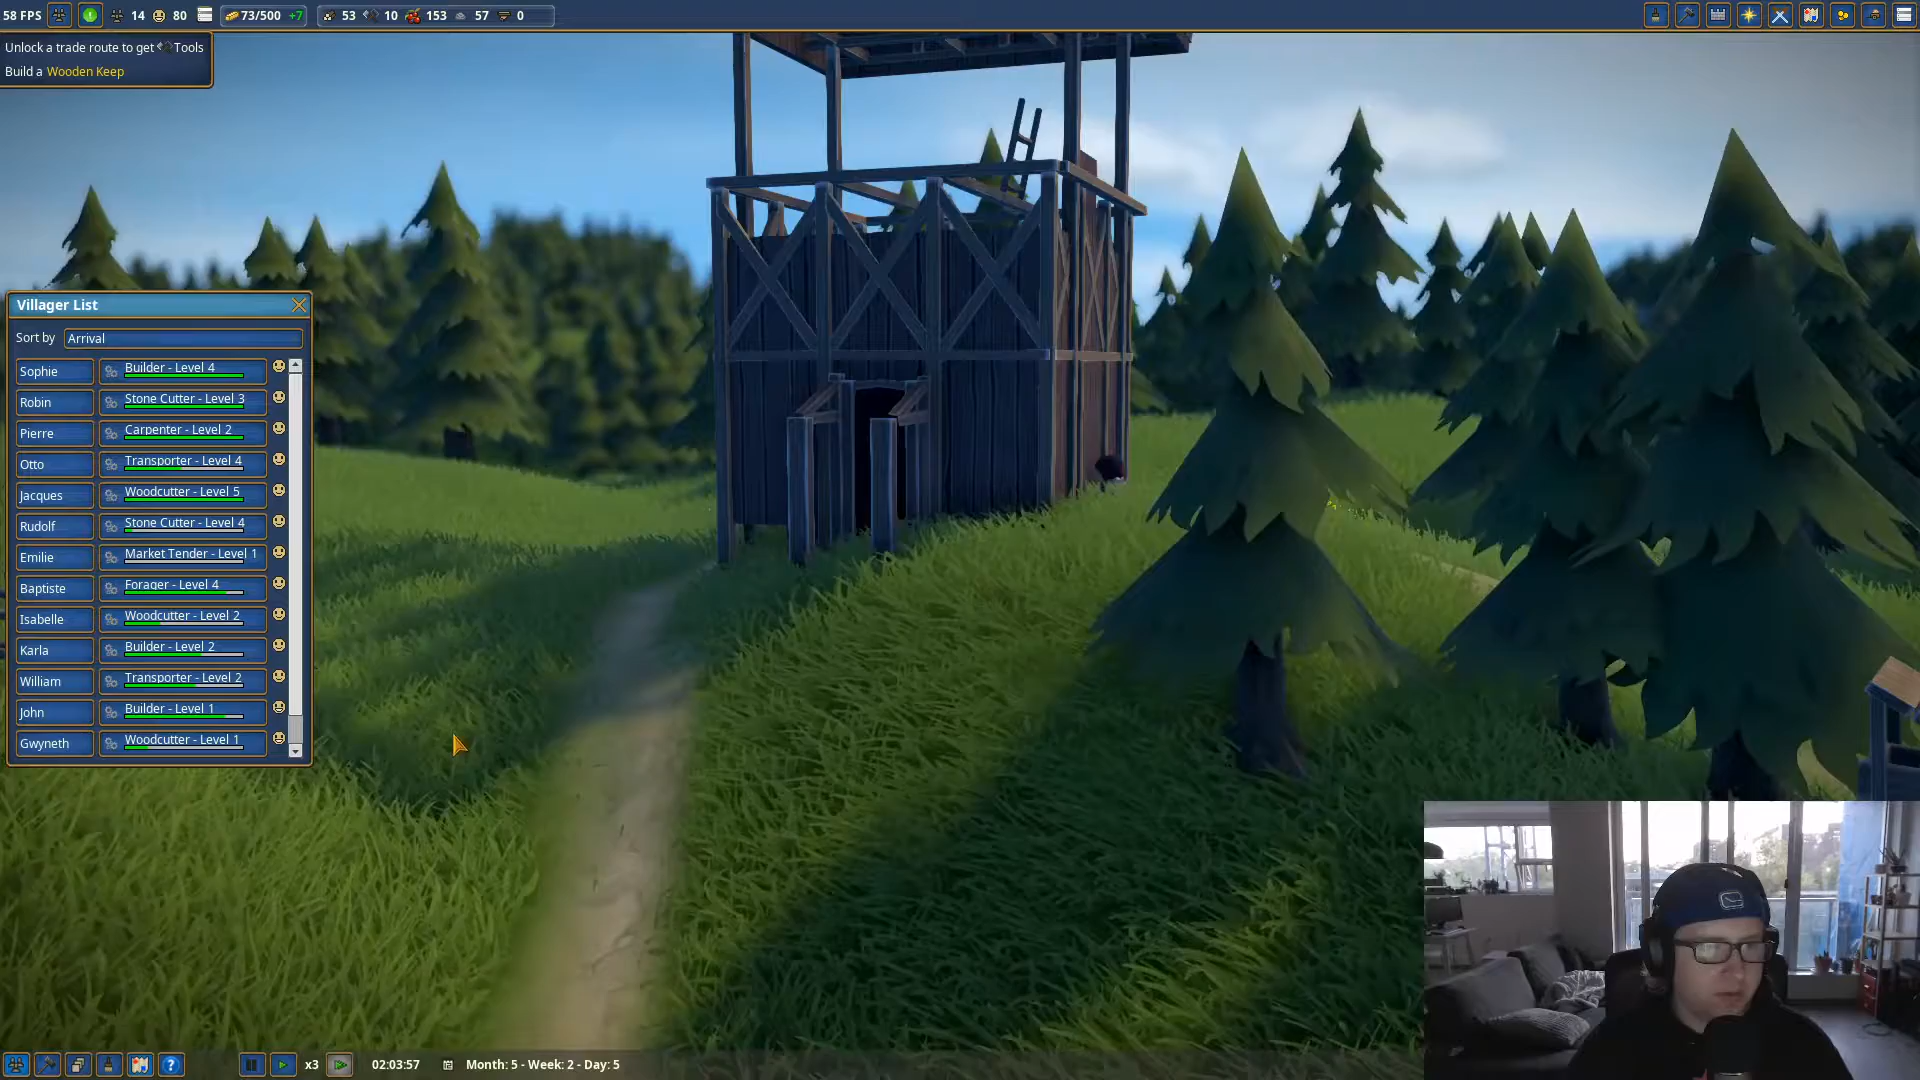 58 FPS 14 80 73/500 +7 53 10 153 57 0
Unlock a trade route to get Tools
Build a Wooden Keep
Villager List
Sort by Arrival
Sophie Builder - Level 4
Robin Stone Cutter - Level 3
Pierre Carpenter - Level 2
Otto Transporter - Level 4
Jacques Woodcutter - Level 5
Rudolf Stone Cutter - Level 4
Emilie Market Tender - Level 1
Baptiste Forager - Level 4
Isabelle Woodcutter - Level 2
Karla Builder - Level 2
William Transporter - Level 2
John Builder - Level 1
Gwyneth Woodcutter - Level 1
? x3 02:03:57 Month: 5 - Week: 2 - Day: 5